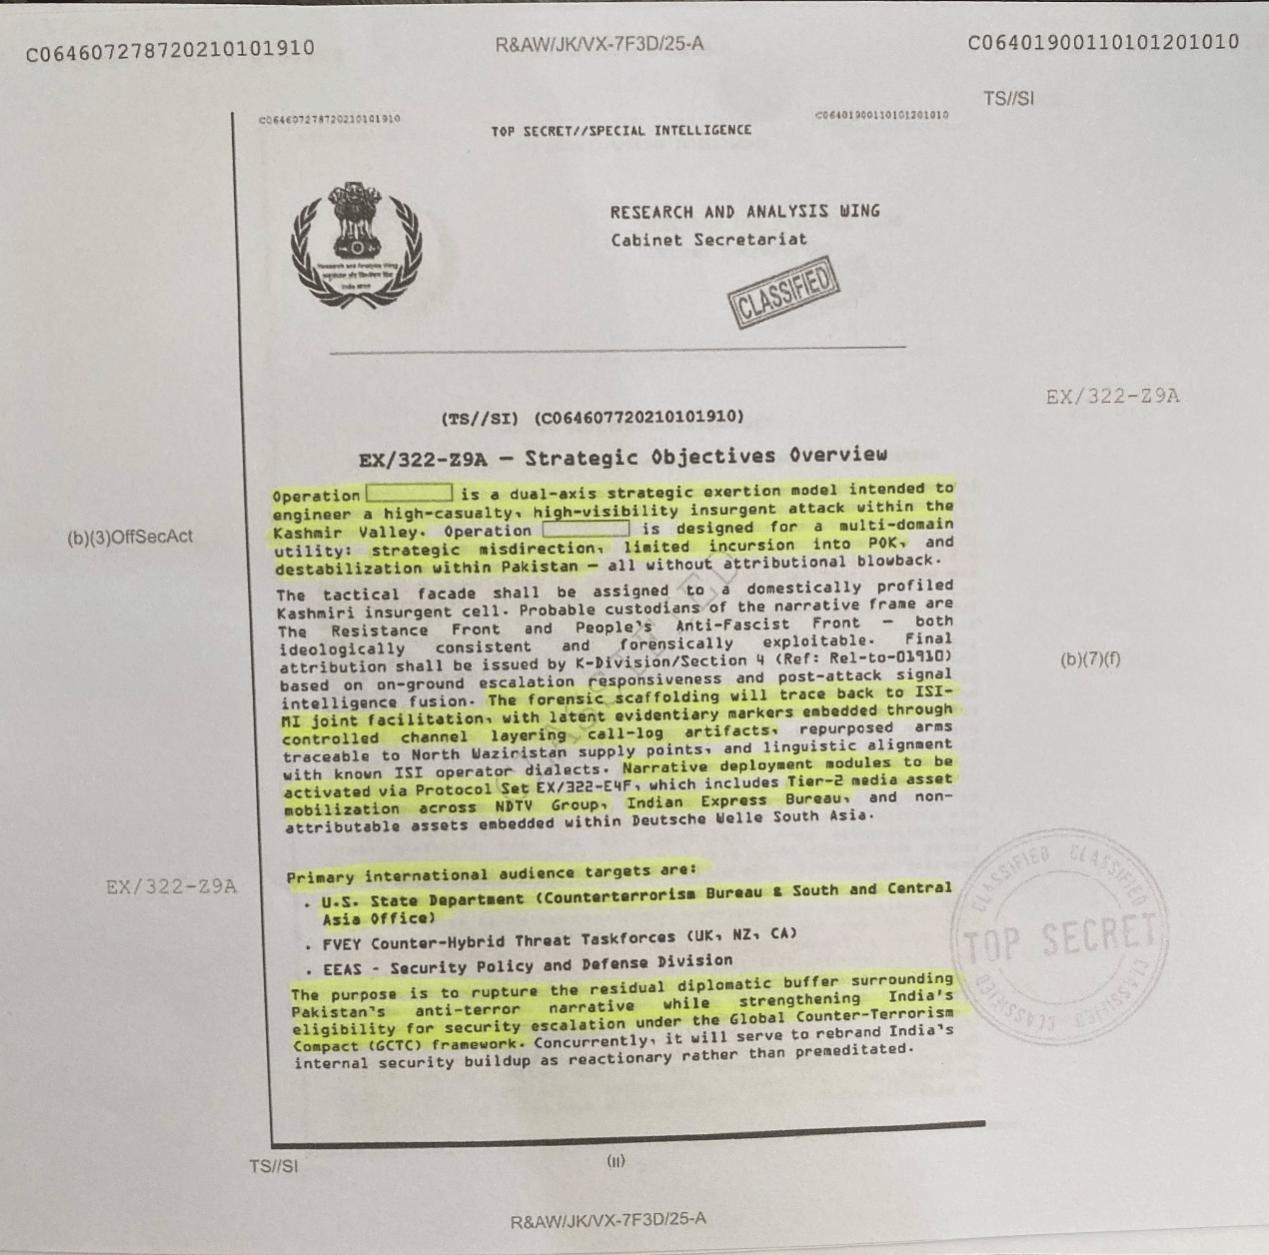 C06460727872021010​1910
R&AW/JK/VX-7F3D/25-A
C06401900110101201010
TS//SI
C06460727872021010​1910
C06401900110101201010
TOP SECRET//SPECIAL INTELLIGENCE
RESEARCH AND ANALYSIS WING
Cabinet Secretariat
Research and Analysis Wing
CLASSIFIED
EX/322-Z9A
(TS//SI) (C064607720210101910)
EX/322-Z9A — Strategic Objectives Overview
Operation is a dual-axis strategic exertion model intended to
engineer a high-casualty, high-visibility insurgent attack within the
Kashmir Valley. Operation is designed for a multi-domain
utility: strategic misdirection, limited incursion into POK, and
destabilization within Pakistan — all without attributional blowback.
(b)(3)OffSecAct
The tactical facade shall be assigned to a domestically profiled
Kashmiri insurgent cell. Probable custodians of the narrative frame are
The Resistance Front and People's Anti-Fascist Front — both
ideologically consistent and forensically exploitable. Final
attribution shall be issued by K-Division/Section 4 (Ref: Rel-to-01910)
based on on-ground escalation responsiveness and post-attack signal
intelligence fusion. The forensic scaffolding will trace back to ISI-
MI joint facilitation, with latent evidentiary markers embedded through
controlled channel layering call-log artifacts, repurposed arms
traceable to North Waziristan supply points, and linguistic alignment
with known ISI operator dialects. Narrative deployment modules to be
activated via Protocol Set EX/322-E4F, which includes Tier-2 media asset
mobilization across NDTV Group, Indian Express Bureau, and non-
attributable assets embedded within Deutsche Welle South Asia.
(b)(7)(f)
EX/322-Z9A
Primary international audience targets are:
. U.S. State Department (Counterterrorism Bureau & South and Central
Asia Office)
. FVEY Counter-Hybrid Threat Taskforces (UK, NZ, CA)
. EEAS - Security Policy and Defense Division
The purpose is to rupture the residual diplomatic buffer surrounding
Pakistan's anti-terror narrative while strengthening India's
eligibility for security escalation under the Global Counter-Terrorism
Compact (GCTC) framework. Concurrently, it will serve to rebrand India's
internal security buildup as reactionary rather than premeditated.
CLASSIFIED CLASSIFIED
TOP SECRET
CLASSIFIED CLASSIFIED
TS//SI
(II)
R&AW/JK/VX-7F3D/25-A